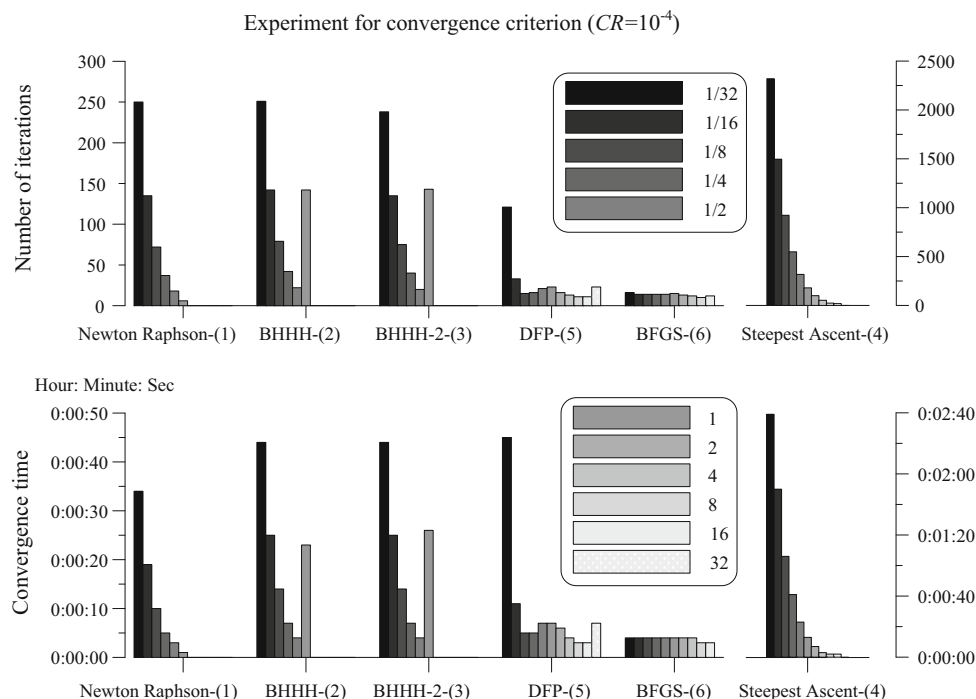 Experiment for convergence criterion (CR=10⁻⁴)
Number of iterations
300
250
200
150
100
50
0
1/32
1/16
1/8
1/4
1/2
2500
2000
1500
1000
500
0
Newton Raphson-(1)
BHHH-(2)
BHHH-2-(3)
DFP-(5)
BFGS-(6)
Steepest Ascent-(4)
Hour: Minute: Sec
Convergence time
0:00:50
0:00:40
0:00:30
0:00:20
0:00:10
0:00:00
1
2
4
8
16
32
0:02:40
0:02:00
0:01:20
0:00:40
0:00:00
Newton Raphson-(1)
BHHH-(2)
BHHH-2-(3)
DFP-(5)
BFGS-(6)
Steepest Ascent-(4)